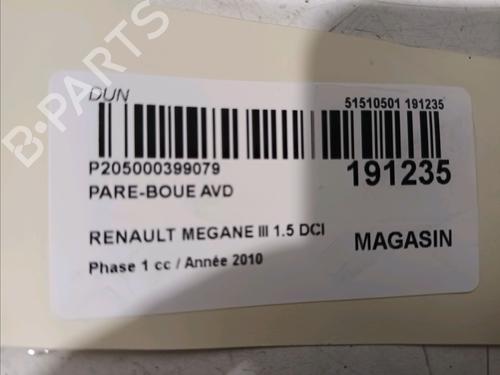 DUN
51510501 191235
P205000399079
191235
PARE-BOUE AVD
RENAULT MEGANE III 1.5 DCI
MAGASIN
Phase 1 cc / Année 2010
B-PARTS